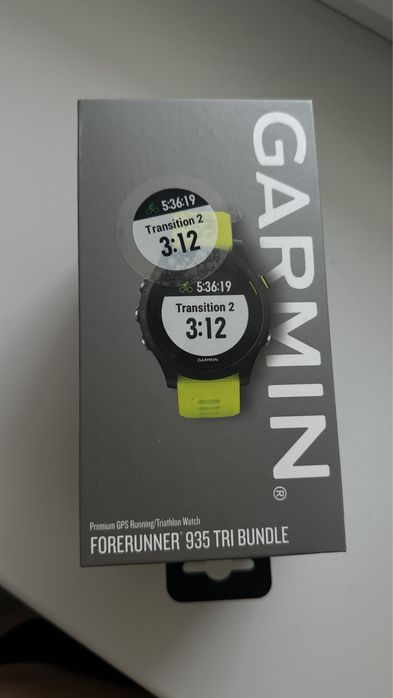 GARMIN®
5:36:19
Transition 2
3:12
5:36:19
Transition 2
3:12
GARMIN
Premium GPS Running/Triathlon Watch
FORERUNNER® 935 TRI BUNDLE